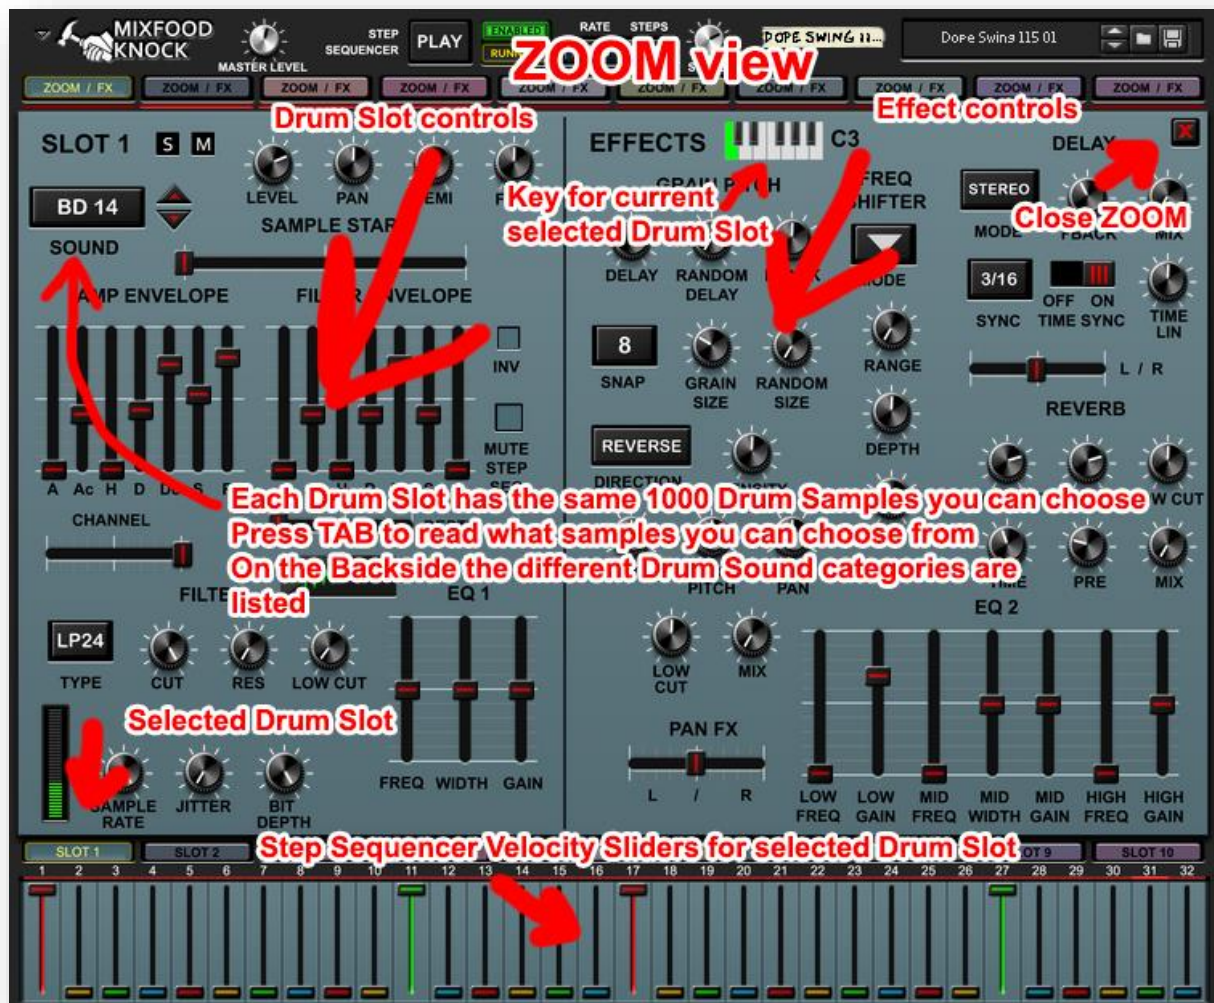 MIXFOOD
KNOCK
MASTER LEVEL
STEP
SEQUENCER
PLAY
ENABLED
RATE
STEPS
DOPE SWING 11...
Dope Swing 115 01
ZOOM view
ZOOM / FX
ZOOM / FX
ZOOM / FX
ZOOM / FX
ZOOM / FX
ZOOM / FX
ZOOM / FX
ZOOM / FX
ZOOM / FX
ZOOM / FX
Drum Slot controls
Effect controls
SLOT 1
S
M
LEVEL
PAN
EFFECTS
C3
DELAY
X
BD 14
SOUND
SAMPLE
Key for current
selected Drum Slot
FREQ
STEREO
MODE
Close ZOOM
FBACK
MIX
DELAY
RANDOM
DELAY
ENVELOPE
3/16
SYNC
OFF
ON
TIME SYNC
TIME
LIN
8
SNAP
GRAIN
SIZE
RANDOM
SIZE
INV
RANGE
L / R
REVERB
MUTE
STEP
REVERSE
DEPTH
A
Ac
H
D
Each Drum Slot has the same 1000 Drum Samples you can choose
Press TAB to read what samples you can choose from
On the Backside the different Drum Sound categories are
listed
CHANNEL
PITCH
PAN
PRE
MIX
EQ 1
EQ 2
LP24
TYPE
CUT
RES
LOW CUT
LOW
CUT
MIX
Selected Drum Slot
PAN FX
L / R
SAMPLE
RATE
JITTER
BIT
DEPTH
FREQ
WIDTH
GAIN
LOW
FREQ
LOW
GAIN
MID
FREQ
MID
WIDTH
MID
GAIN
HIGH
FREQ
HIGH
GAIN
Step Sequencer Velocity Sliders for selected Drum Slot
SLOT 1
SLOT 2
SLOT 10
1 2 3 4 5 6 7 8 9 10 11 12 13 14 15 16 17 18 19 20 21 22 23 24 25 26 27 28 29 30 31 32